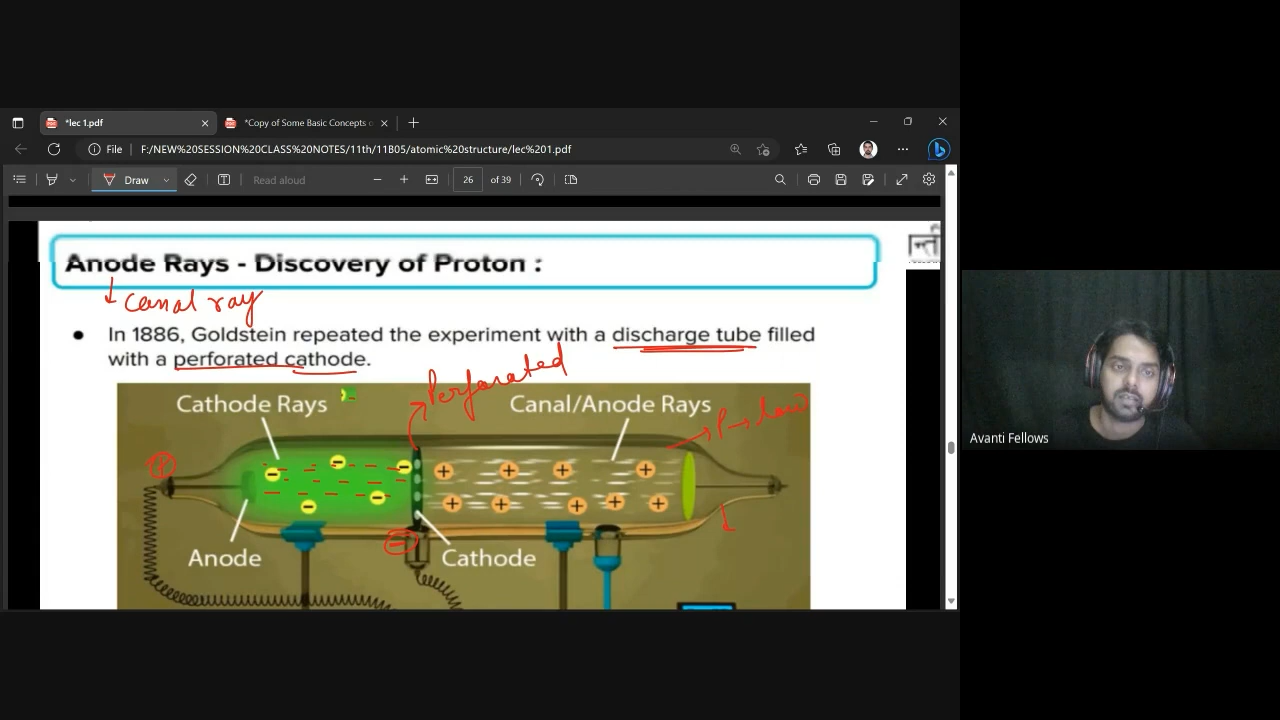 *lec 1.pdf
*Copy of Some Basic Concepts o
File F:/NEW%20SESSION%20CLASS%20NOTES/11th/11B05/atomic%20structure/lec%201.pdf
Draw Read aloud 26 of 39
Anode Rays - Discovery of Proton :
canal ray
In 1886, Goldstein repeated the experiment with a discharge tube filled
with a perforated cathode.
Perforated
Cathode Rays Canal/Anode Rays
P → low
Anode Cathode
Avanti Fellows